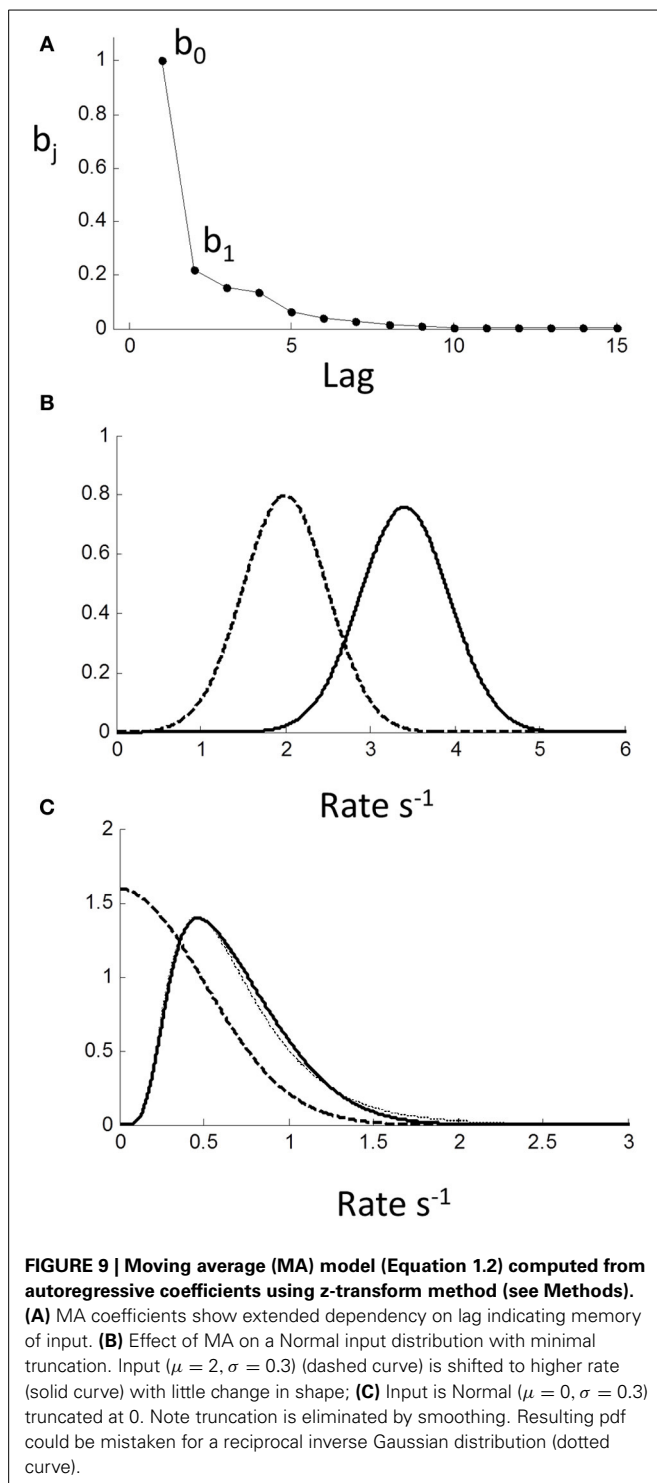 A
b0
1
0.8
bj
0.6
0.4
b1
0.2
0
0 5 10 15
Lag
B
1
0.8
0.6
0.4
0.2
0
0 1 2 3 4 5 6
Rate s-1
C
2
1.5
1
0.5
0
0 0.5 1 1.5 2 2.5 3
Rate s-1
FIGURE 9 | Moving average (MA) model (Equation 1.2) computed from
autoregressive coefficients using z-transform method (see Methods).
(A) MA coefficients show extended dependency on lag indicating memory
of input. (B) Effect of MA on a Normal input distribution with minimal
truncation. Input (μ = 2, σ = 0.3) (dashed curve) is shifted to higher rate
(solid curve) with little change in shape; (C) Input is Normal (μ = 0, σ = 0.3)
truncated at 0. Note truncation is eliminated by smoothing. Resulting pdf
could be mistaken for a reciprocal inverse Gaussian distribution (dotted
curve).